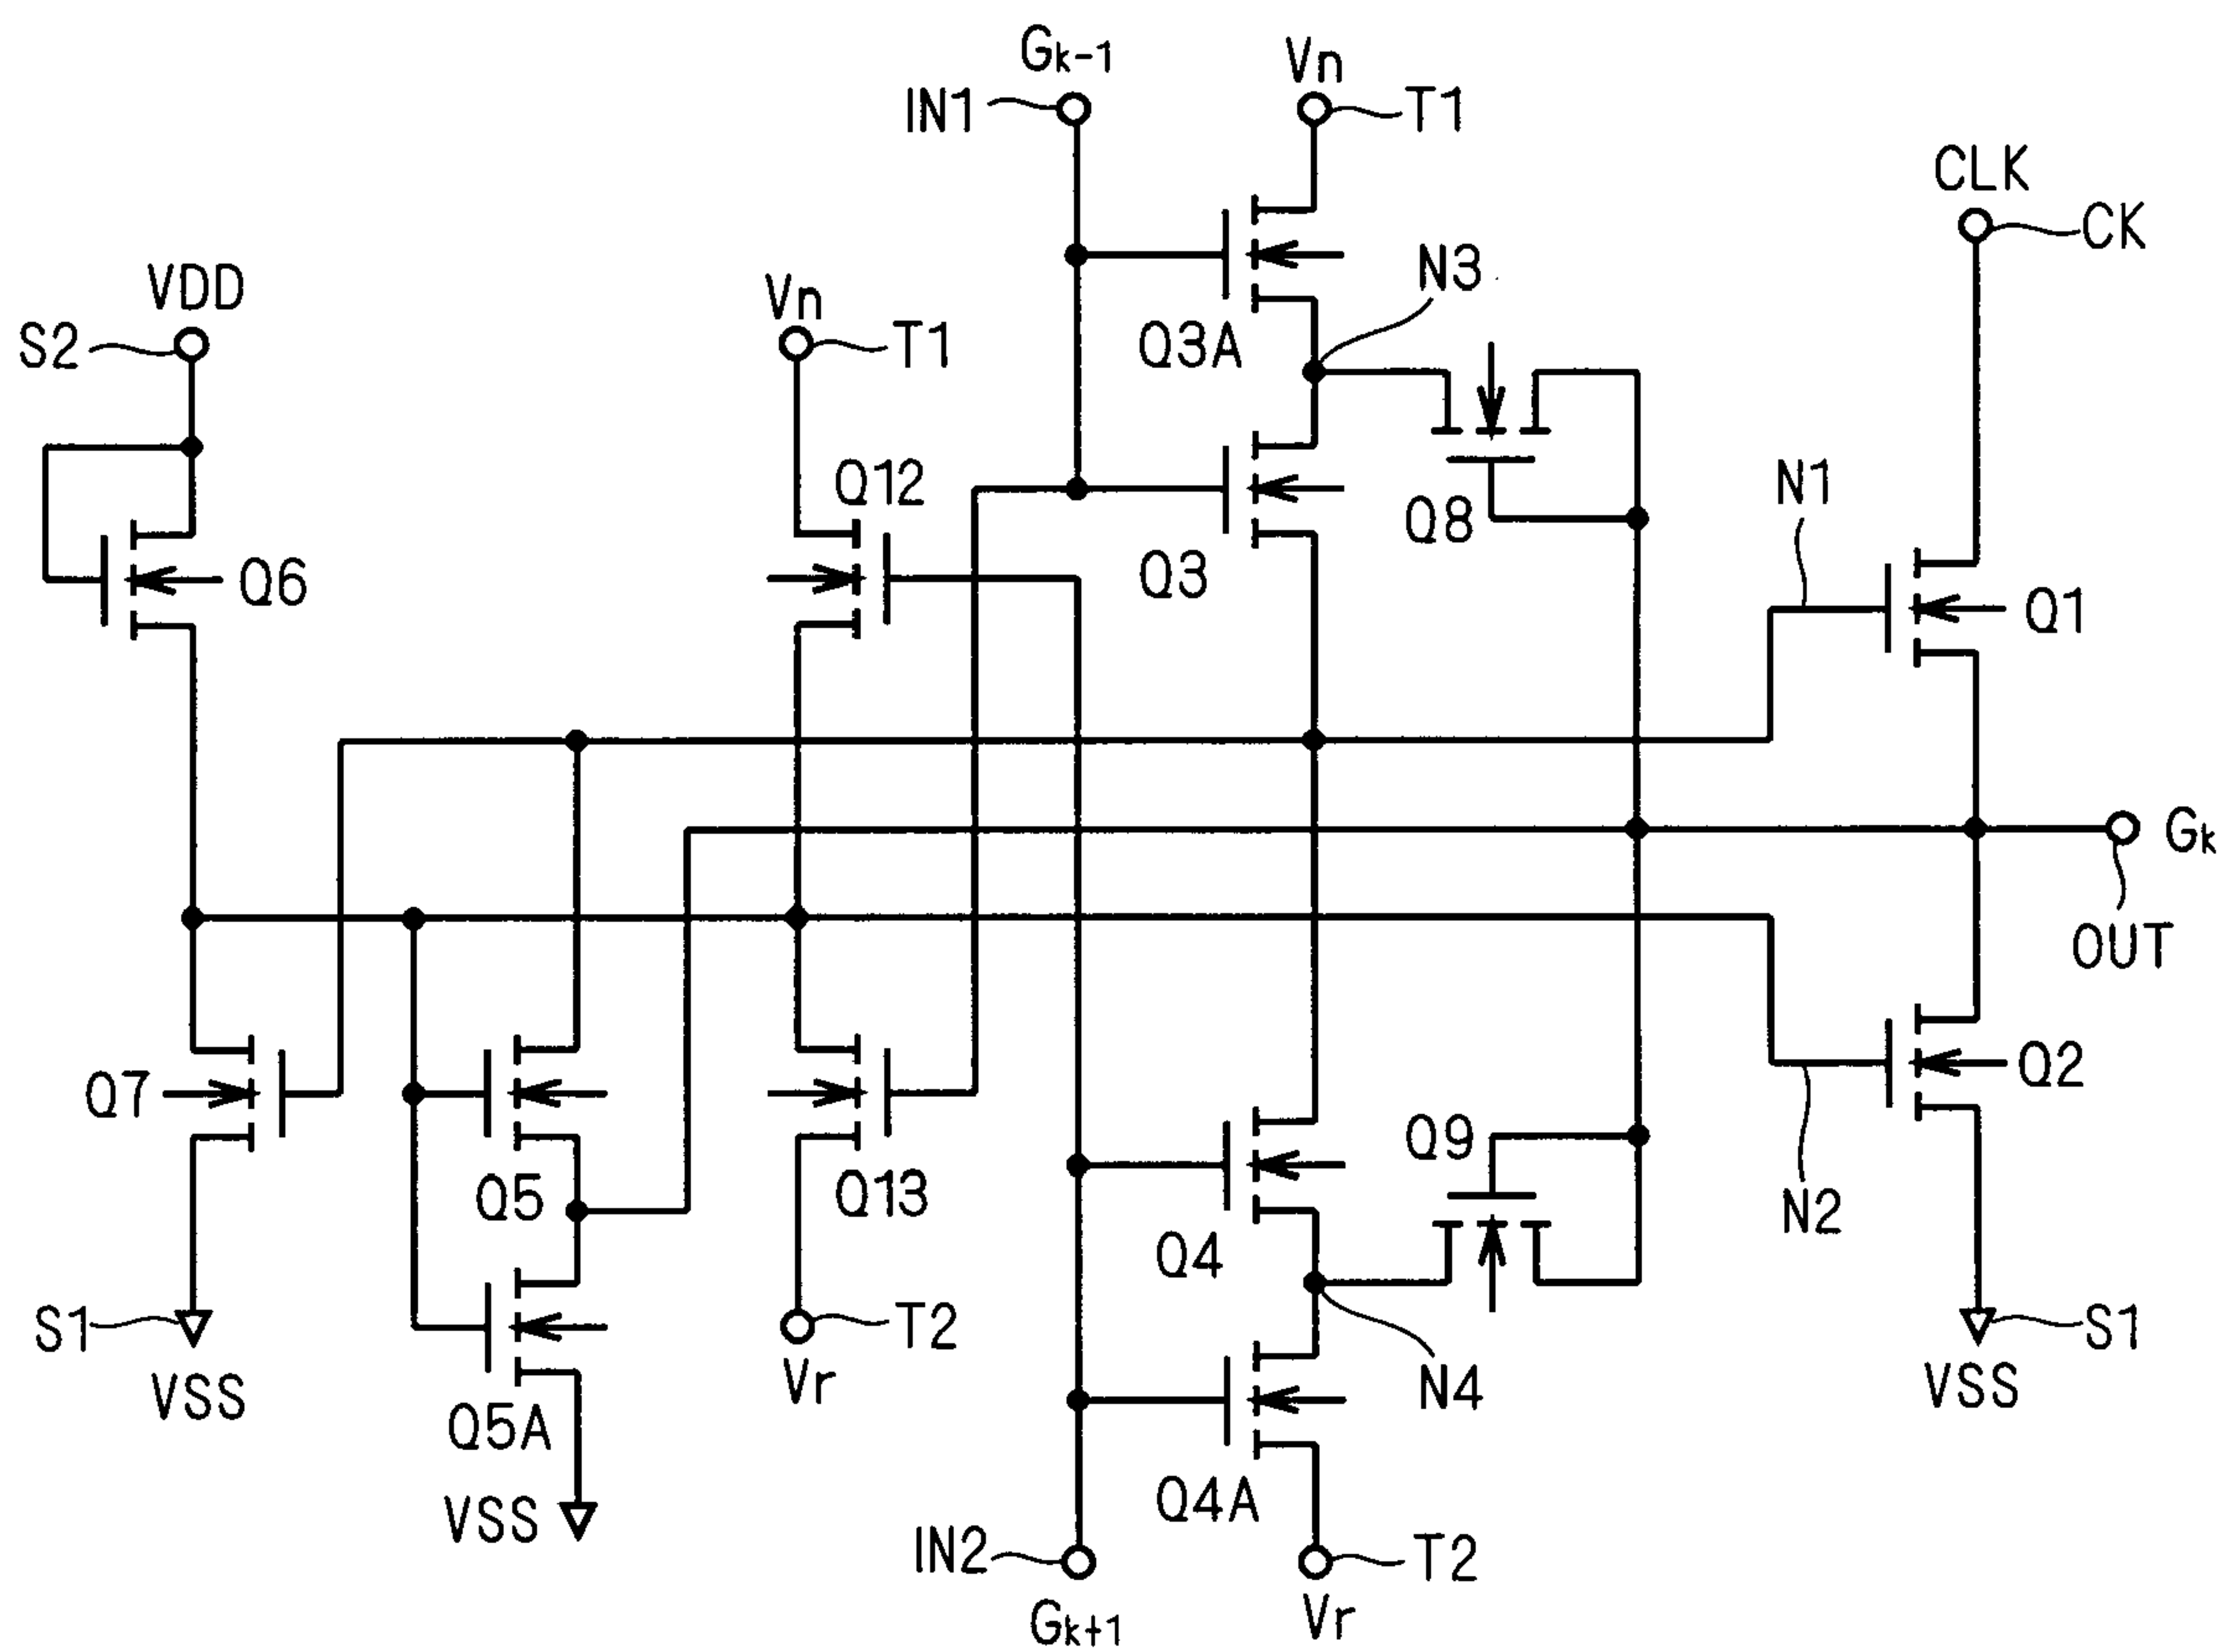 Gk-1
Vn
IN1
T1
CLK
CK
N3
VDD
Vn
S2
T1
Q3A
Q12
N1
Q8
Q6
Q3
Q1
Gk
OUT
Q7
Q2
Q9
Q5
Q13
N2
Q4
S1
T2
S1
Vr
N4
VSS
VSS
Q5A
Q4A
VSS
IN2
T2
Gk+1
Vr